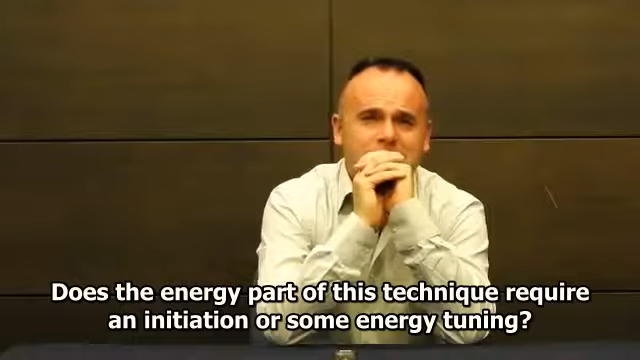 Does the energy part of this technique require
an initiation or some energy tuning?